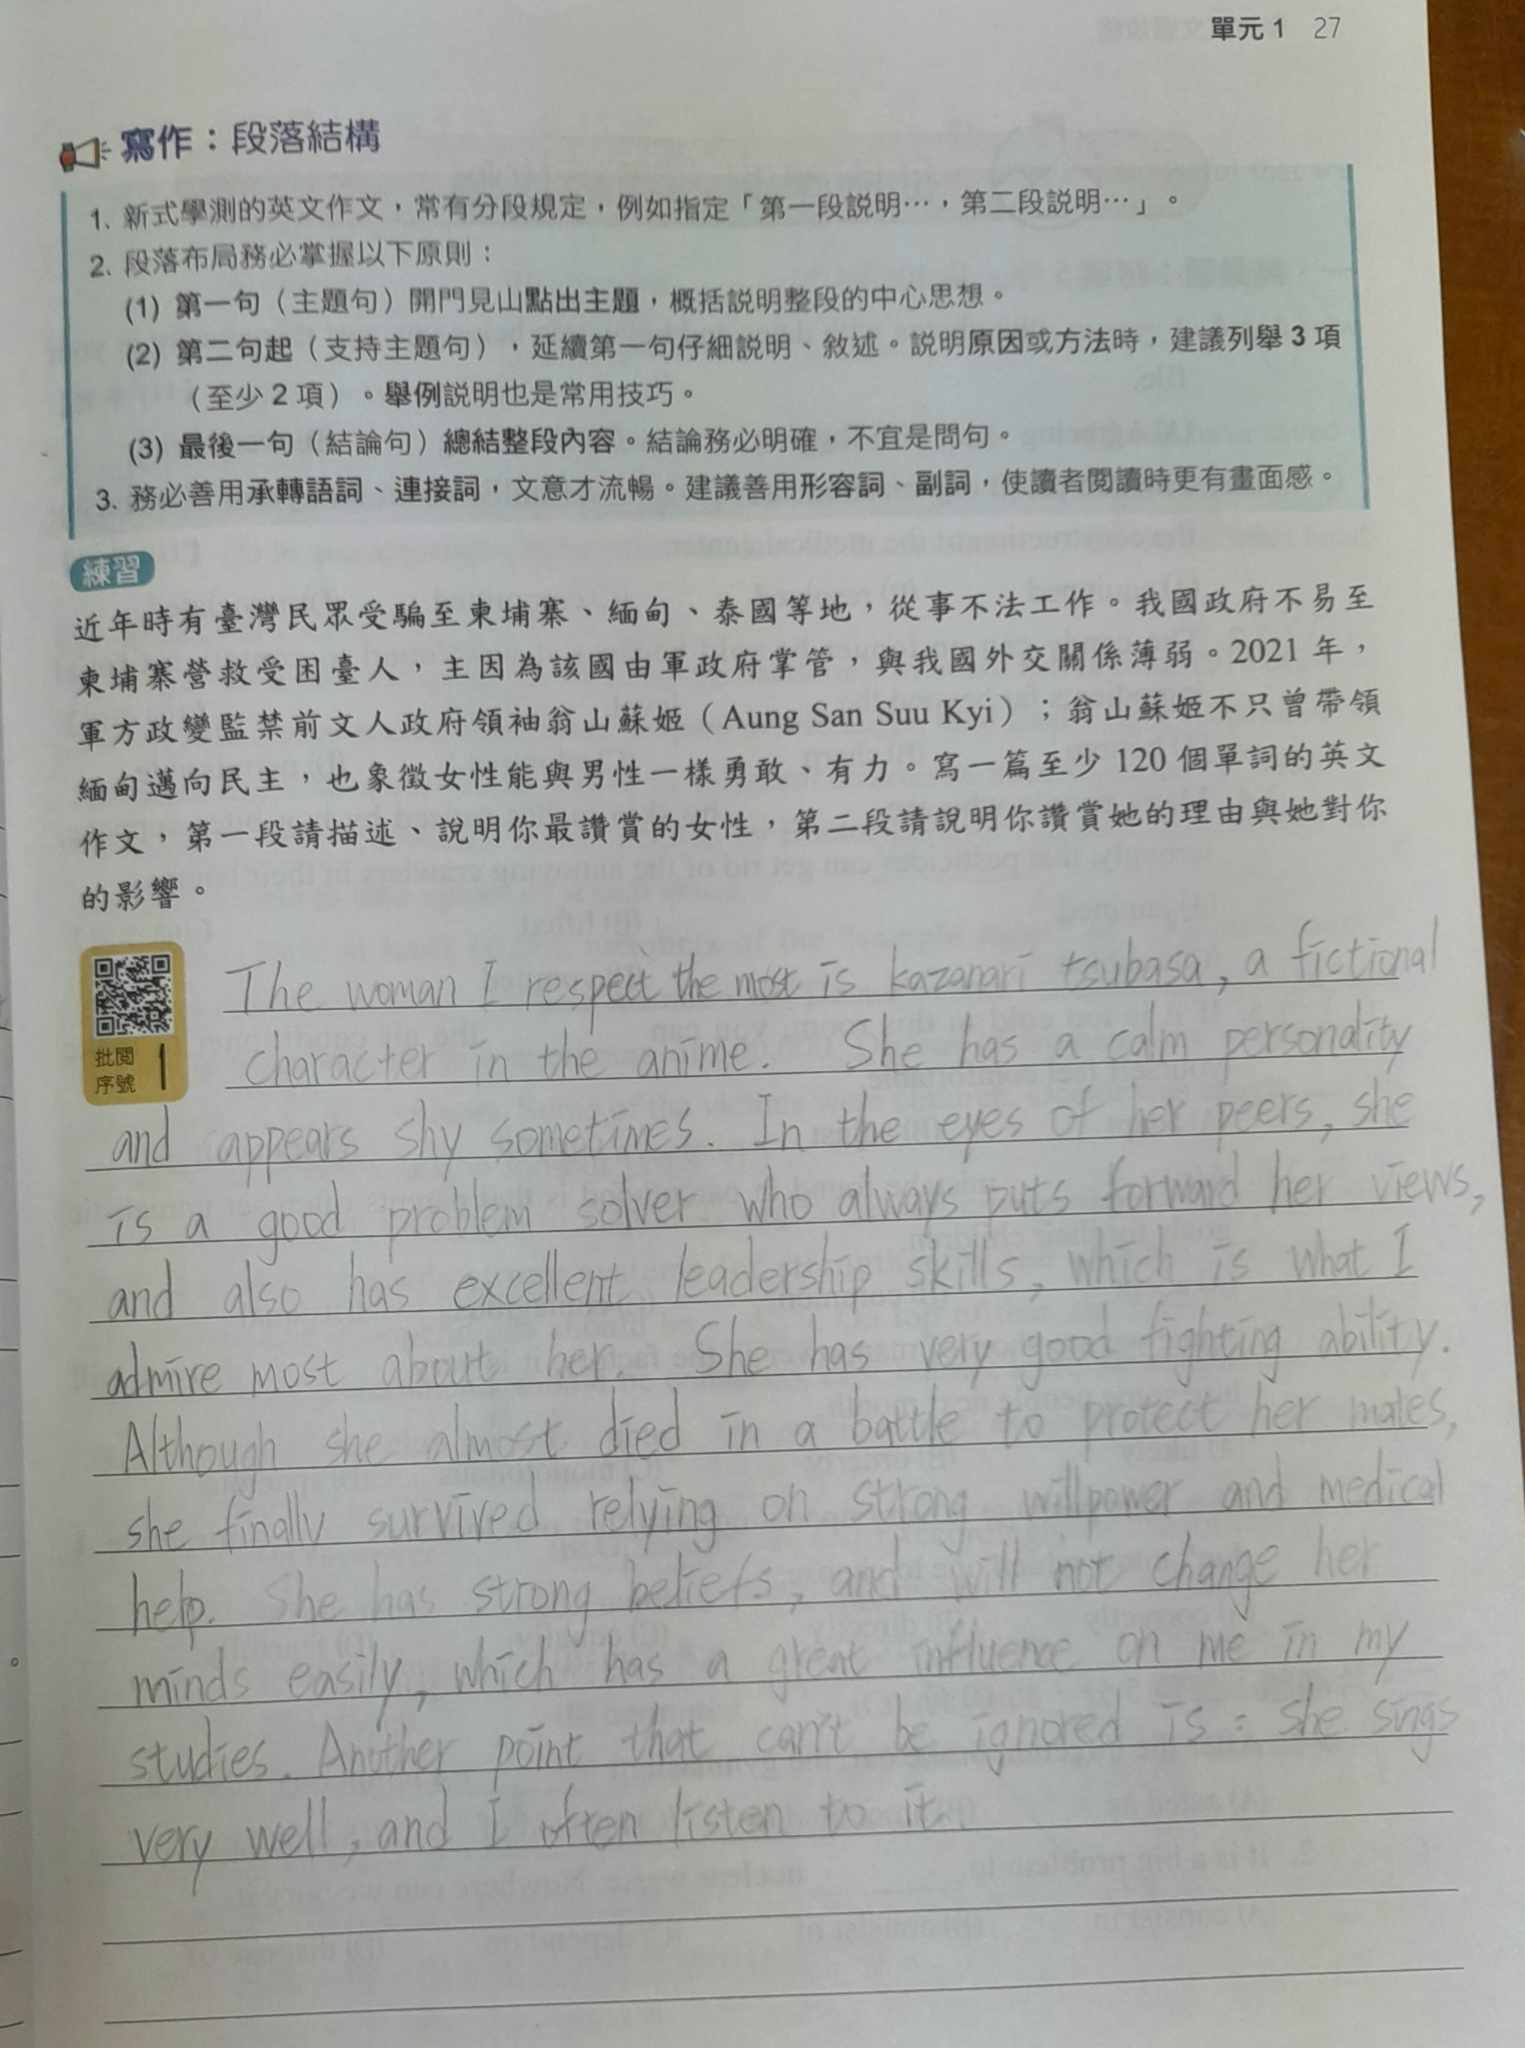 單元 1 27
寫作：段落結構
1. 新式學測的英文作文，常有分段規定，例如指定「第一段說明…，第二段說明…」。
2. 段落布局務必掌握以下原則：
(1) 第一句（主題句）開門見山點出主題，概括說明整段的中心思想。
(2) 第二句起（支持主題句），延續第一句仔細說明、敘述。說明原因或方法時，建議列舉 3 項
（至少 2 項）。舉例說明也是常用技巧。
(3) 最後一句（結論句）總結整段內容。結論務必明確，不宜是問句。
3. 務必善用承轉語詞、連接詞，文意才流暢。建議善用形容詞、副詞，使讀者閱讀時更有畫面感。
練習
近年時有臺灣民眾受騙至柬埔寨、緬甸、泰國等地，從事不法工作。我國政府不易至
柬埔寨營救受困臺人，主因為該國由軍政府掌管，與我國外交關係薄弱。2021 年，
軍方政變監禁前文人政府領袖翁山蘇姬（Aung San Suu Kyi）；翁山蘇姬不只曾帶領
緬甸邁向民主，也象徵女性能與男性一樣勇敢、有力。寫一篇至少 120 個單詞的英文
作文，第一段請描述、說明你最讚賞的女性，第二段請說明你讚賞她的理由與她對你
的影響。
批閱
序號 1
The woman I respect the most is kazanari tsubasa, a fictional
character in the anime. She has a calm personality
and appears shy sometimes. In the eyes of her peers, she
is a good problem solver who always puts forward her views,
and also has excellent leadership skills, which is what I
admire most about her. She has very good fighting ability.
Although she almost died in a battle to protect her mates,
she finally survived relying on strong willpower and medical
help. She has strong beliefs, and will not change her
minds easily, which has a great influence on me in my
studies. Another point that can't be ignored is : she sings
very well, and I often listen to it.